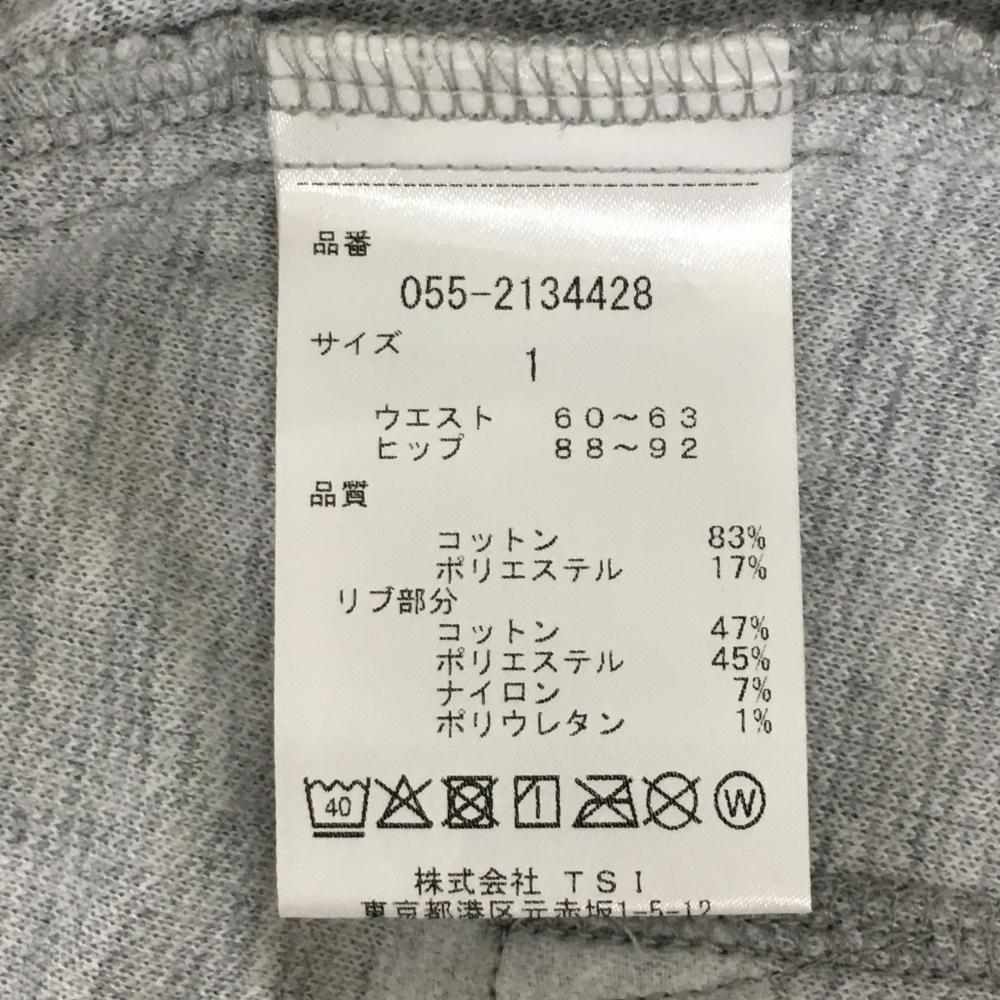 品番
055-2134428
サイズ
1
ウエスト 60～63
ヒップ 88～92
品質
コットン 83%
ポリエステル 17%
リブ部分
コットン 47%
ポリエステル 45%
ナイロン 7%
ポリウレタン 1%
40 W
株式会社 TSI
東京都港区元赤坂1-5-12